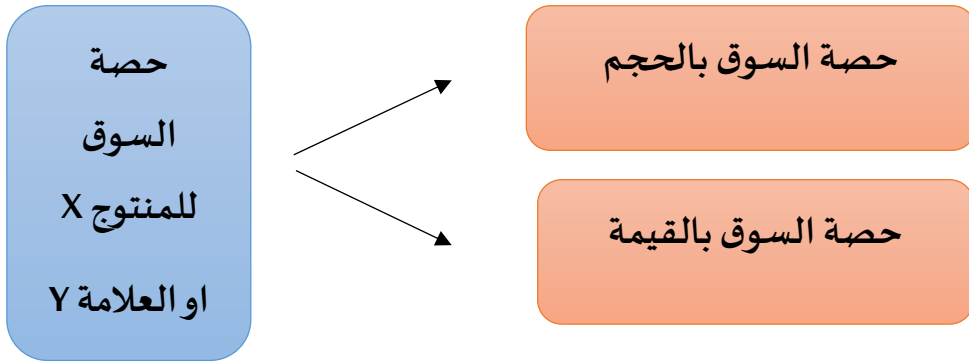 حصة
السوق
للمنتوج X
او العلامة Y
حصة السوق بالحجم
حصة السوق بالقيمة